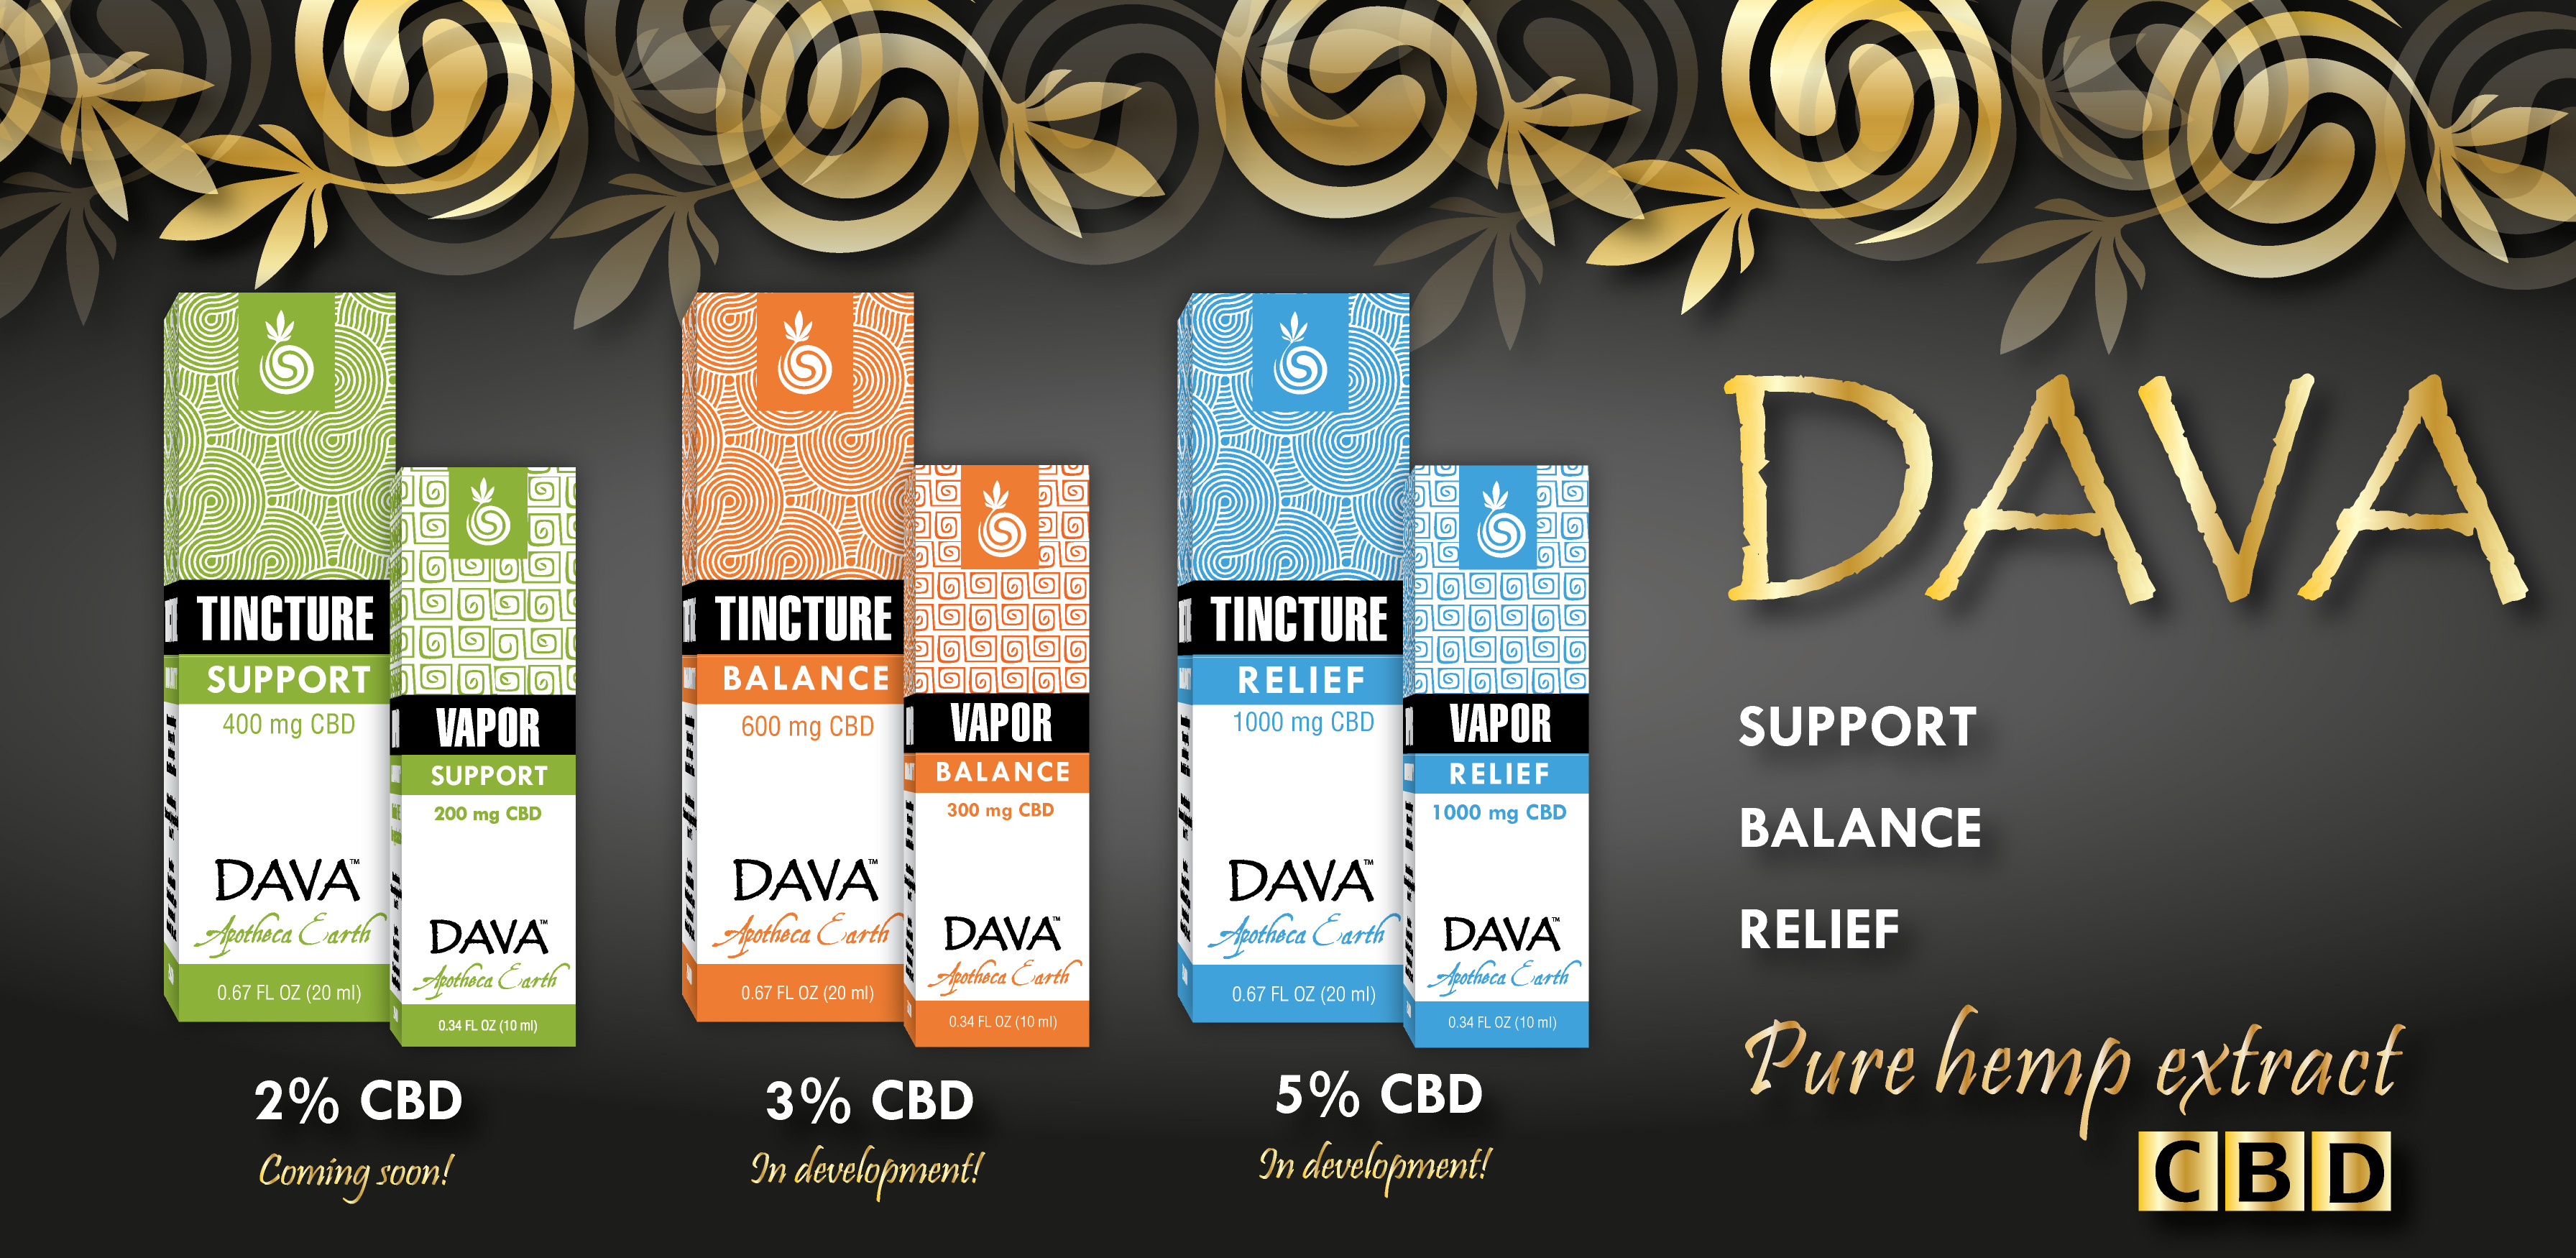 TINCTURE
SUPPORT
400 mg CBD
DAVA™
Apotheca Earth
0.67 FL OZ (20 ml)
VAPOR
SUPPORT
200 mg CBD
DAVA™
Apotheca Earth
0.34 FL OZ (10 ml)
2% CBD
Coming soon!
TINCTURE
BALANCE
600 mg CBD
DAVA™
Apotheca Earth
0.67 FL OZ (20 ml)
VAPOR
BALANCE
300 mg CBD
DAVA™
Apotheca Earth
0.34 FL OZ (10 ml)
3% CBD
In development!
TINCTURE
RELIEF
1000 mg CBD
DAVA™
Apotheca Earth
0.67 FL OZ (20 ml)
VAPOR
RELIEF
1000 mg CBD
DAVA™
Apotheca Earth
0.34 FL OZ (10 ml)
5% CBD
In development!
DAVA
SUPPORT
BALANCE
RELIEF
Pure hemp extract
CBD